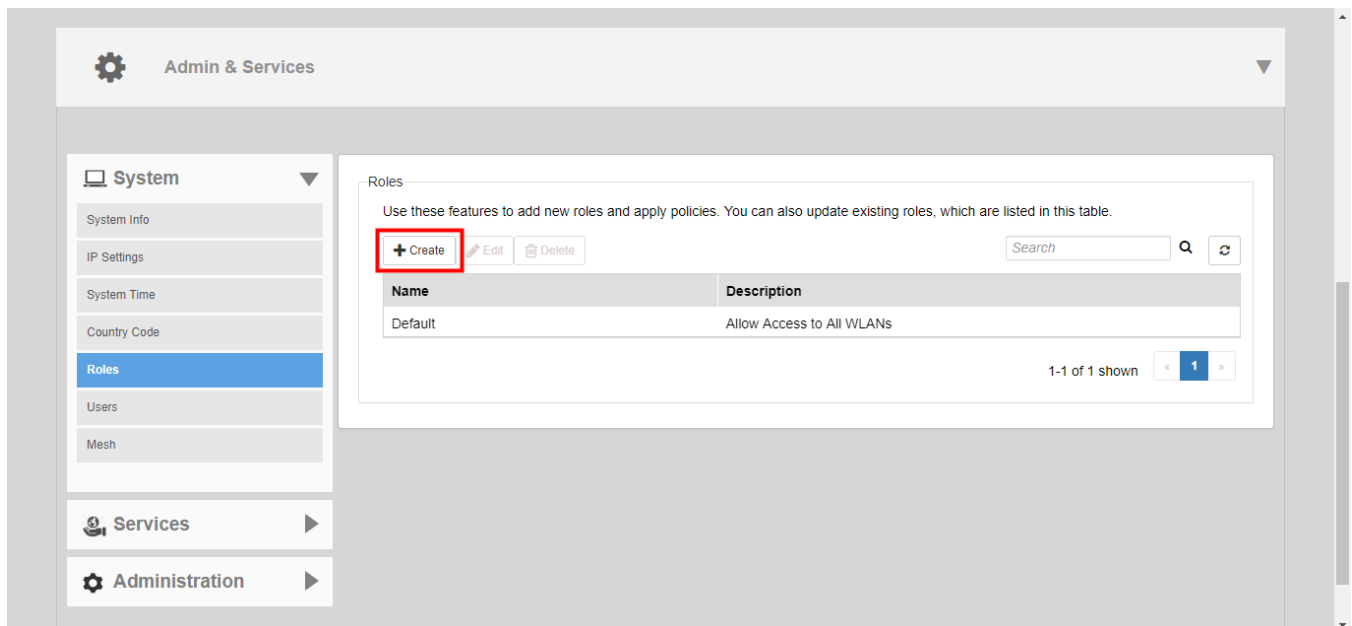 Admin & Services
System
System Info
IP Settings
System Time
Country Code
Roles
Users
Mesh
Services
Administration
Roles
Use these features to add new roles and apply policies. You can also update existing roles, which are listed in this table.
Create Edit Delete Search
Name Description
Default Allow Access to All WLANs
1-1 of 1 shown « 1 »